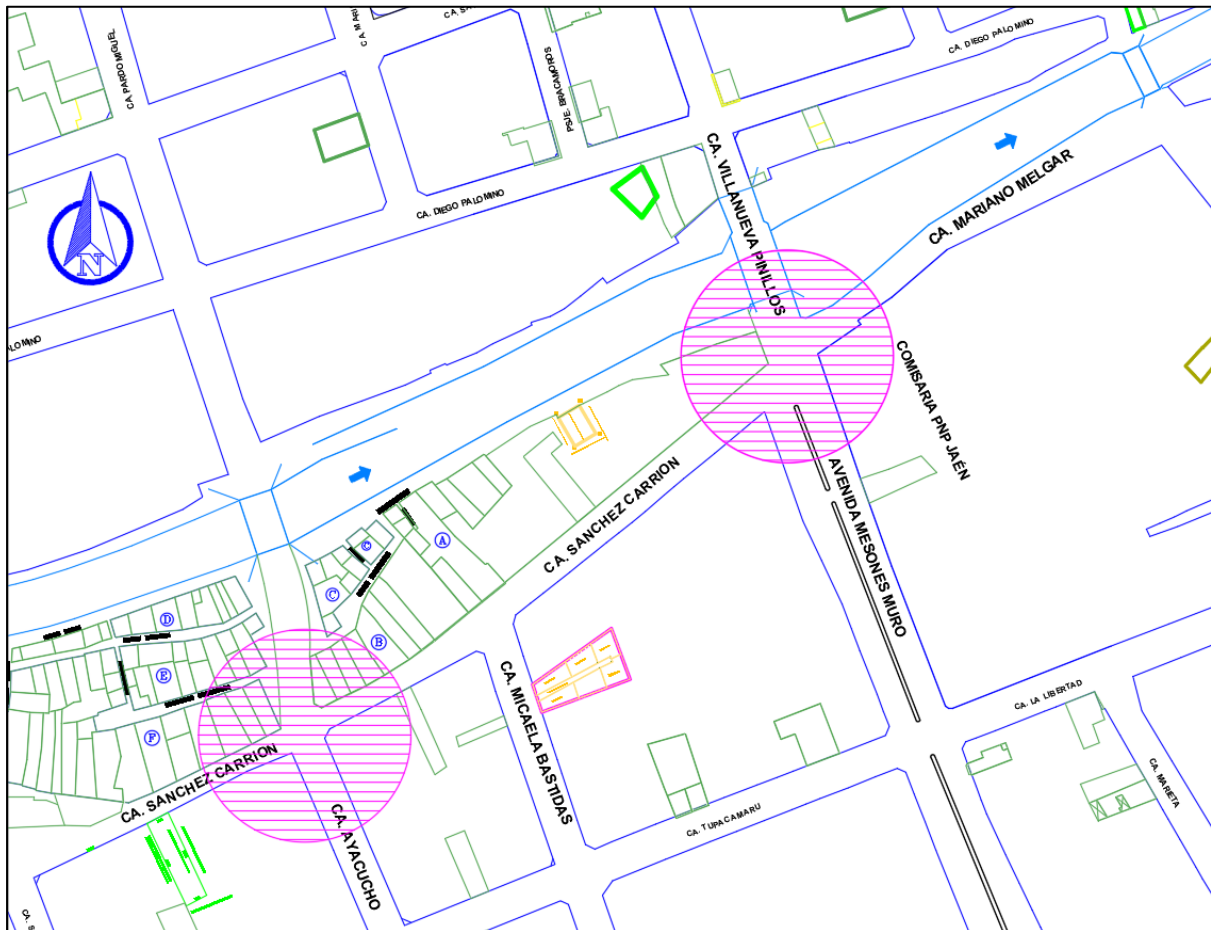 CA PARDO MIGUEL
PSJE. BRACAMOROS
CA. DIEGO PALOMINO
CA. VILLANUEVA PINILLOS
CA. DIEGO PALOMINO
CA. MARIANO MELGAR
N
COMISARIA PNP JAÉN
AVENIDA MESONES MURO
CA. SANCHEZ CARRION
A
C
C
B
D
E
F
CA. MICAELA BASTIDAS
CA. LA LIBERTAD
CA. MARIETA
CA. SANCHEZ CARRION
CA. AYACUCHO
CA. TUPAC AMARU